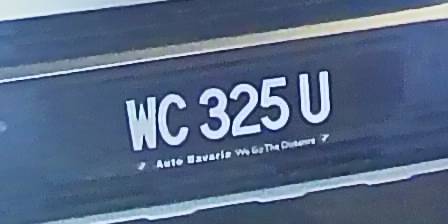 WC 325 U
Auto Bavaria We Go The Distance